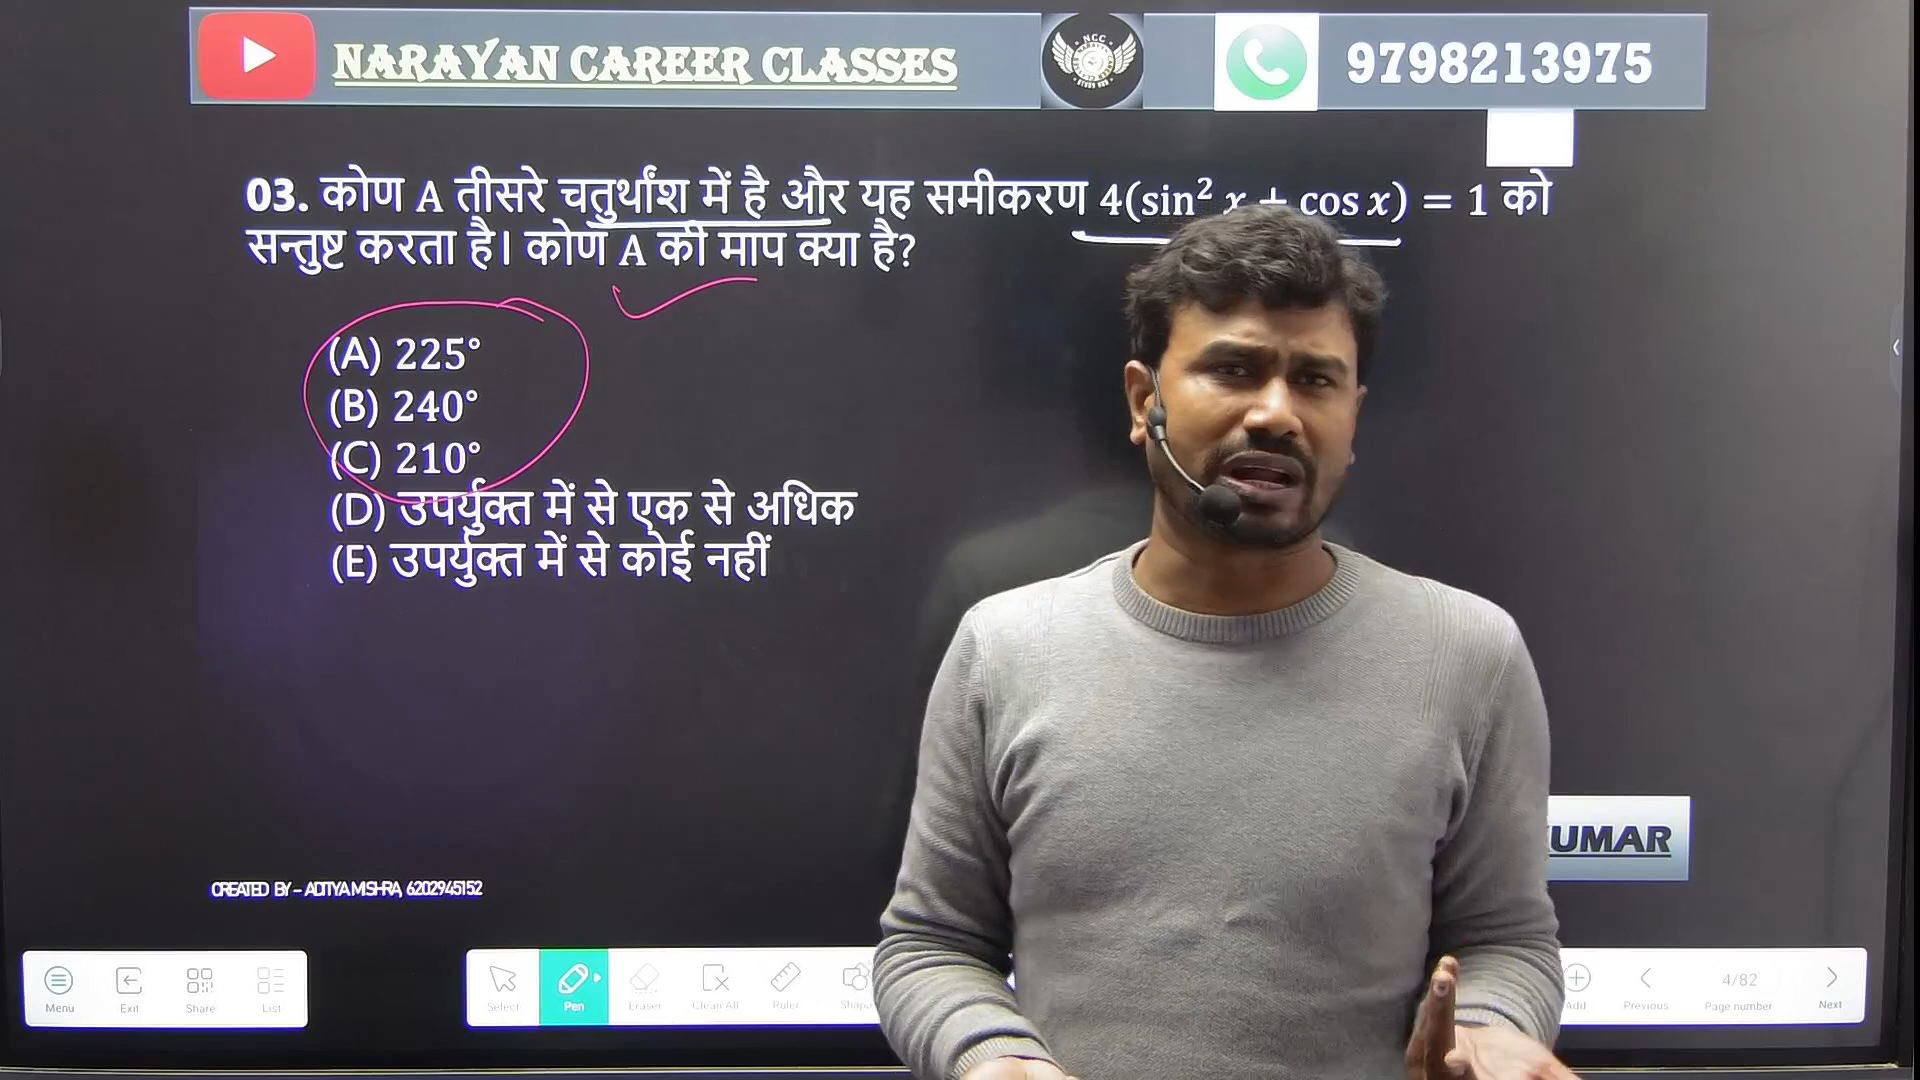 NARAYAN CAREER CLASSES
NCC
9798213975
03. कोण A तीसरे चतुर्थांश में है और यह समीकरण 4(sin² x + cos x) = 1 को
सन्तुष्ट करता है। कोण A की माप क्या है?
(A) 225°
(B) 240°
(C) 210°
(D) उपर्युक्त में से एक से अधिक
(E) उपर्युक्त में से कोई नहीं
UMAR
CREATED BY – ADITYA MISHRA, 6202945152
Menu Exit Share List Select Pen Eraser Clean All Ruler Add Previous 4/82 Page number Next